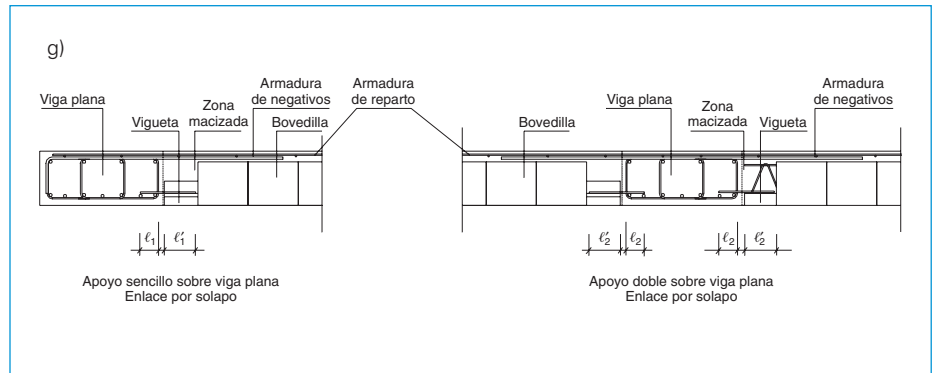 g)
Viga plana
Vigueta
Zona
macizada
Armadura
de negativos
Bovedilla
Armadura
de reparto
Bovedilla
Viga plana
Zona
macizada
Vigueta
Armadura
de negativos
ℓ₁ ℓ′₁
ℓ′₂ ℓ₂ ℓ₂ ℓ′₂
Apoyo sencillo sobre viga plana
Enlace por solapo
Apoyo doble sobre viga plana
Enlace por solapo